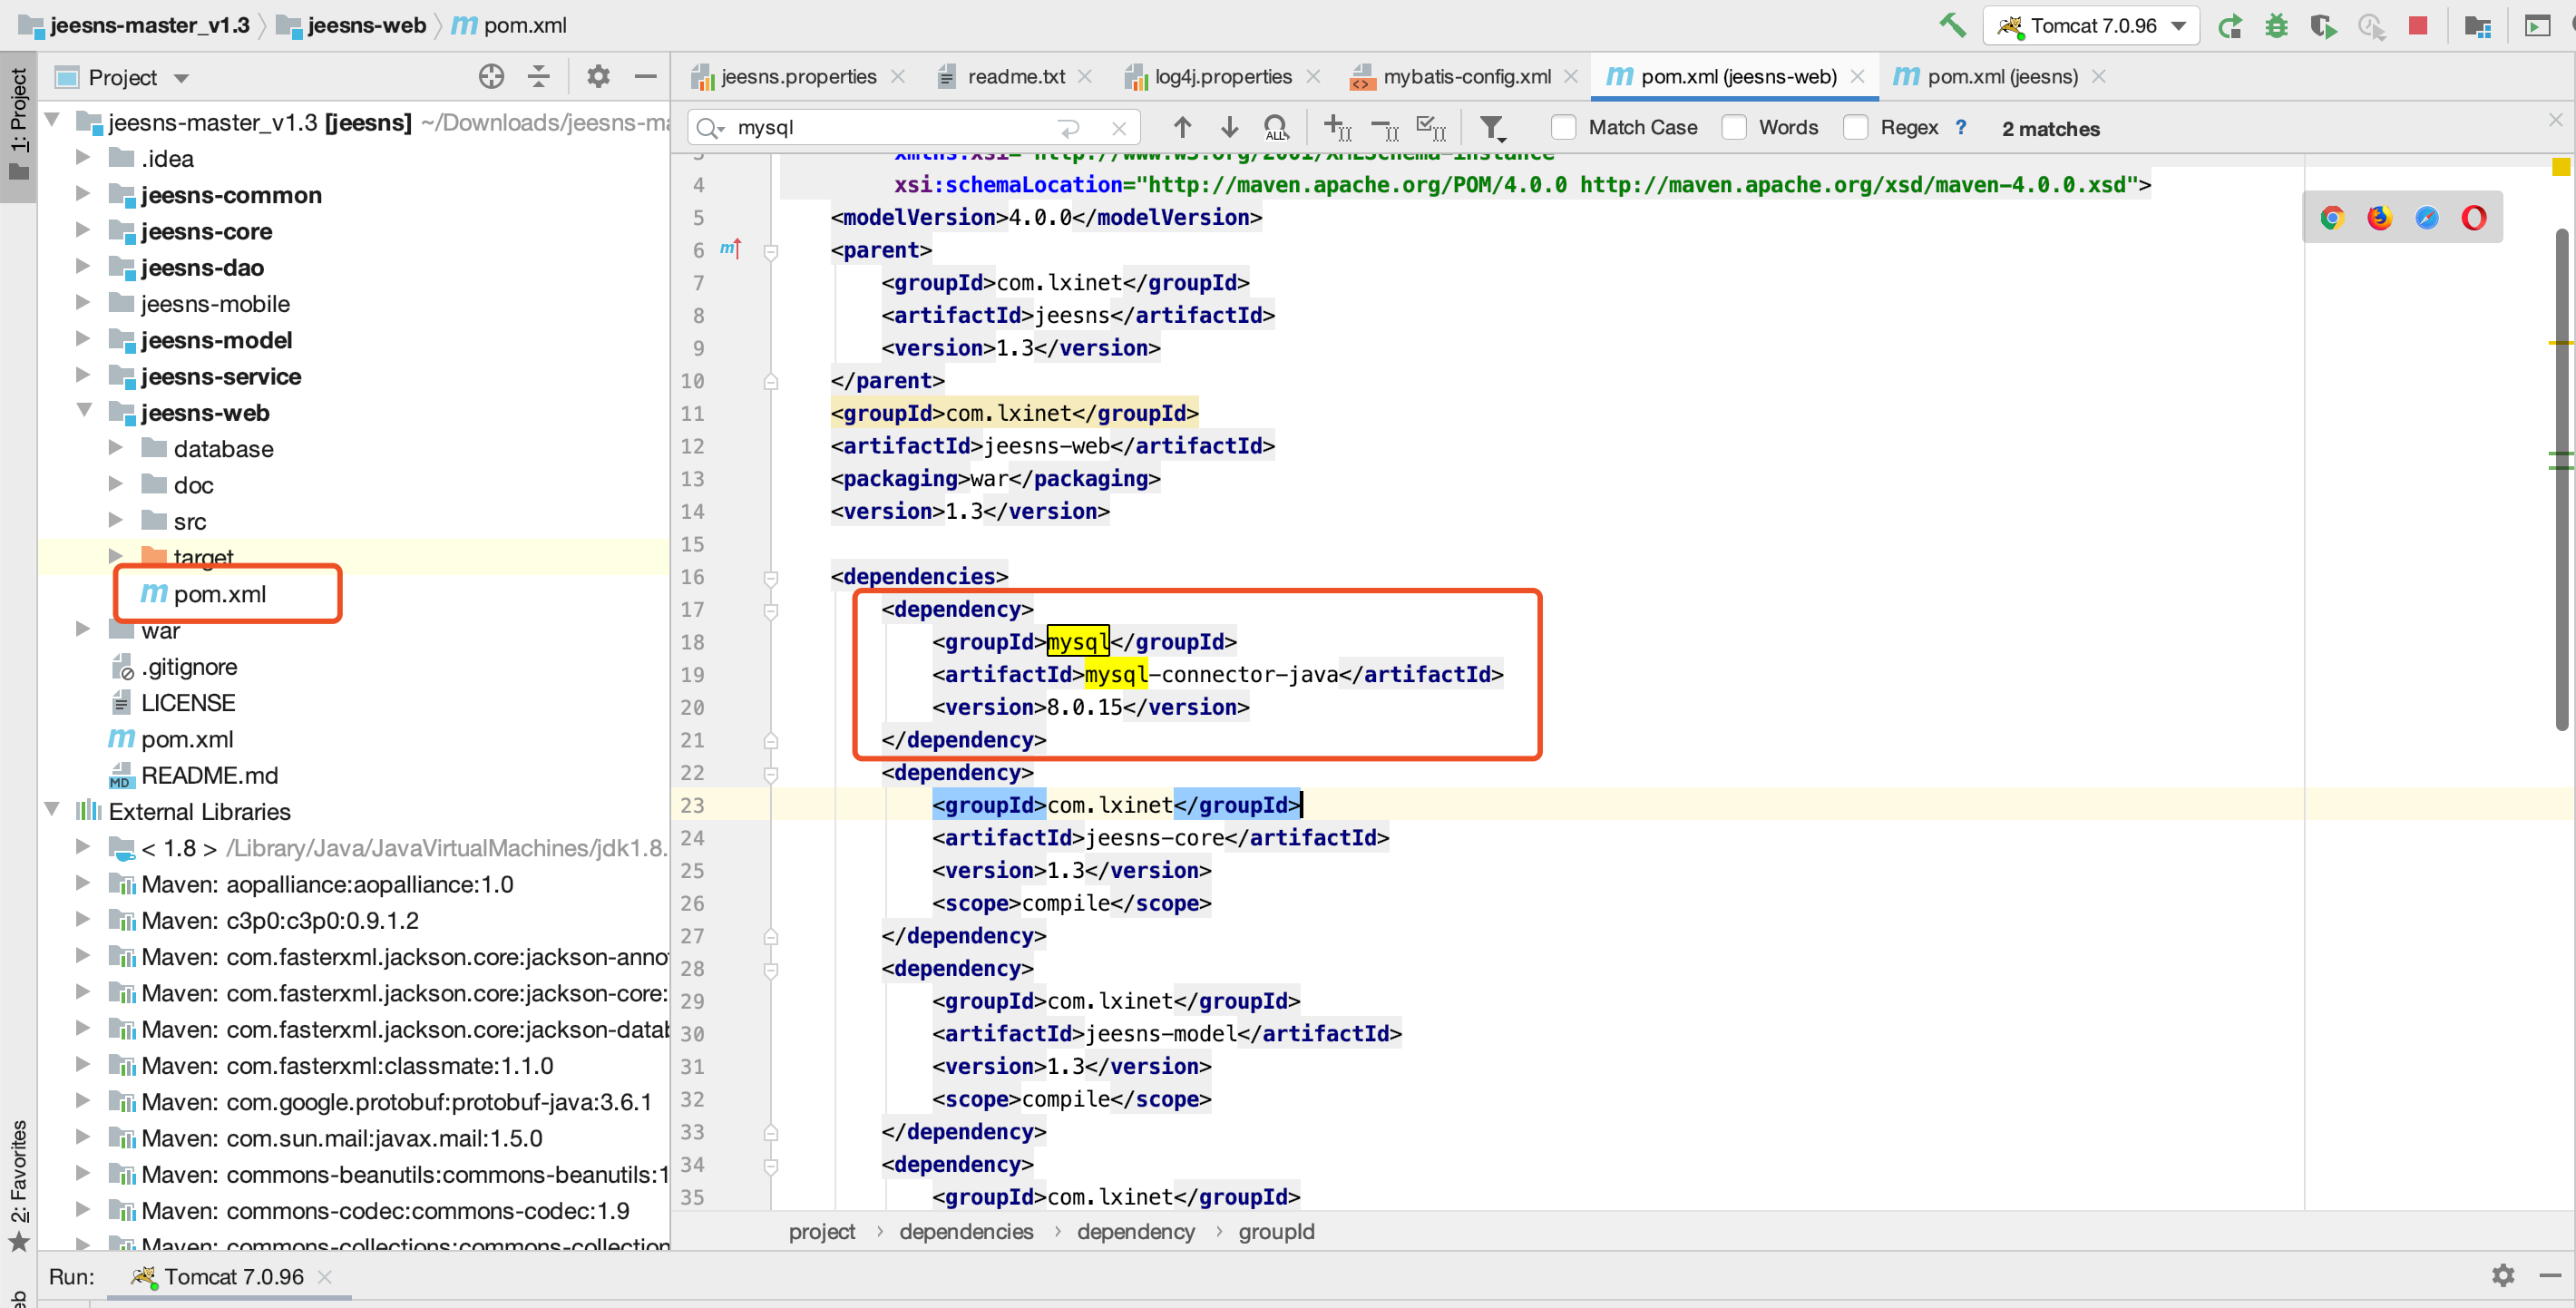 jeesns-master_v1.3 jeesns-web pom.xml
Tomcat 7.0.96
1: Project
Project
jeesns.properties readme.txt log4j.properties mybatis-config.xml pom.xml (jeesns-web) pom.xml (jeesns)
mysql
ALL
Match Case Words Regex ? 2 matches
jeesns-master_v1.3 [jeesns] ~/Downloads/jeesns-ma
.idea
jeesns-common
jeesns-core
jeesns-dao
jeesns-mobile
jeesns-model
jeesns-service
jeesns-web
database
doc
src
target
pom.xml
war
.gitignore
LICENSE
pom.xml
README.md
External Libraries
< 1.8 > /Library/Java/JavaVirtualMachines/jdk1.8.
Maven: aopalliance:aopalliance:1.0
Maven: c3p0:c3p0:0.9.1.2
Maven: com.fasterxml.jackson.core:jackson-anno
Maven: com.fasterxml.jackson.core:jackson-core:
Maven: com.fasterxml.jackson.core:jackson-datab
Maven: com.fasterxml:classmate:1.1.0
Maven: com.google.protobuf:protobuf-java:3.6.1
Maven: com.sun.mail:javax.mail:1.5.0
Maven: commons-beanutils:commons-beanutils:1
Maven: commons-codec:commons-codec:1.9
Maven: commons-collections:commons-collection
3 xmlns:xsi="http://www.w3.org/2001/XMLSchema-instance"
4 xsi:schemaLocation="http://maven.apache.org/POM/4.0.0 http://maven.apache.org/xsd/maven-4.0.0.xsd">
5 <modelVersion>4.0.0</modelVersion>
6 <parent>
7 <groupId>com.lxinet</groupId>
8 <artifactId>jeesns</artifactId>
9 <version>1.3</version>
10 </parent>
11 <groupId>com.lxinet</groupId>
12 <artifactId>jeesns-web</artifactId>
13 <packaging>war</packaging>
14 <version>1.3</version>
15
16 <dependencies>
17 <dependency>
18 <groupId>mysql</groupId>
19 <artifactId>mysql-connector-java</artifactId>
20 <version>8.0.15</version>
21 </dependency>
22 <dependency>
23 <groupId>com.lxinet</groupId>
24 <artifactId>jeesns-core</artifactId>
25 <version>1.3</version>
26 <scope>compile</scope>
27 </dependency>
28 <dependency>
29 <groupId>com.lxinet</groupId>
30 <artifactId>jeesns-model</artifactId>
31 <version>1.3</version>
32 <scope>compile</scope>
33 </dependency>
34 <dependency>
35 <groupId>com.lxinet</groupId>
project › dependencies › dependency › groupId
2: Favorites
Run: Tomcat 7.0.96